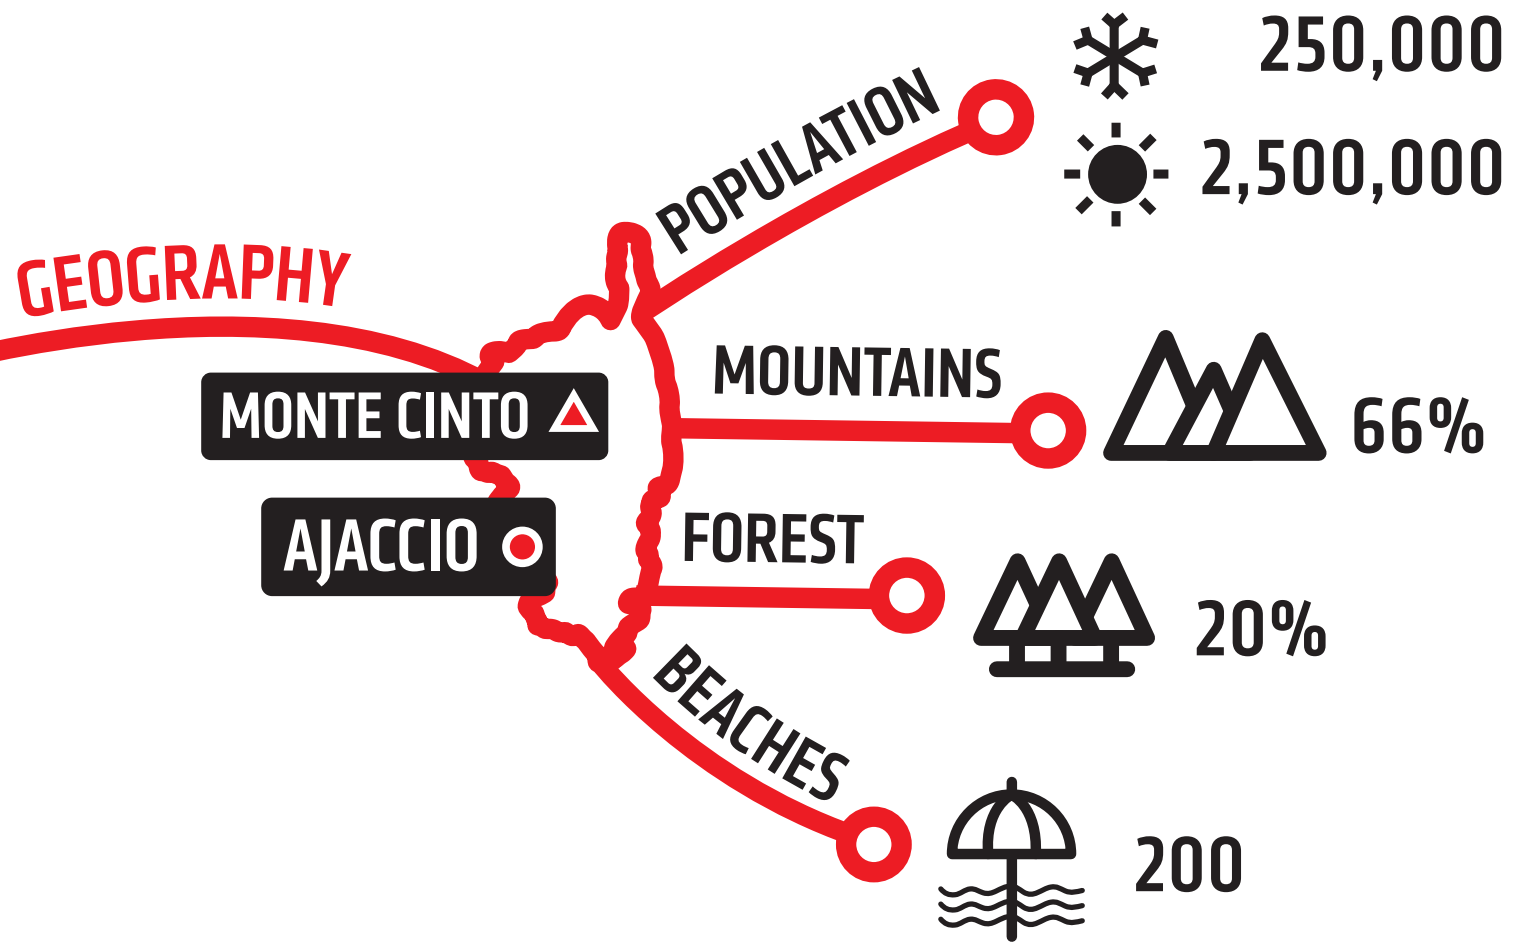 GEOGRAPHY
MONTE CINTO
AJACCIO
POPULATION
250,000
2,500,000
MOUNTAINS
66%
FOREST
20%
BEACHES
200